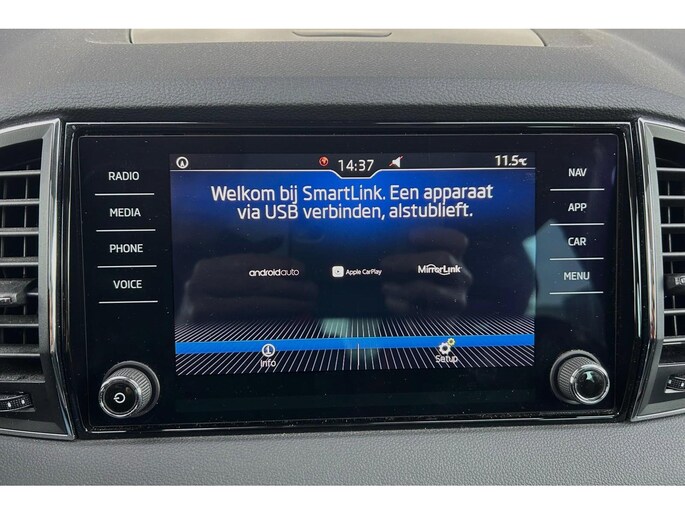 14:37
11.5℃
RADIO
MEDIA
PHONE
VOICE
Welkom bij SmartLink. Een apparaat
via USB verbinden, alstublieft.
androidauto
Apple CarPlay
MirrorLink
Info
Setup
NAV
APP
CAR
MENU